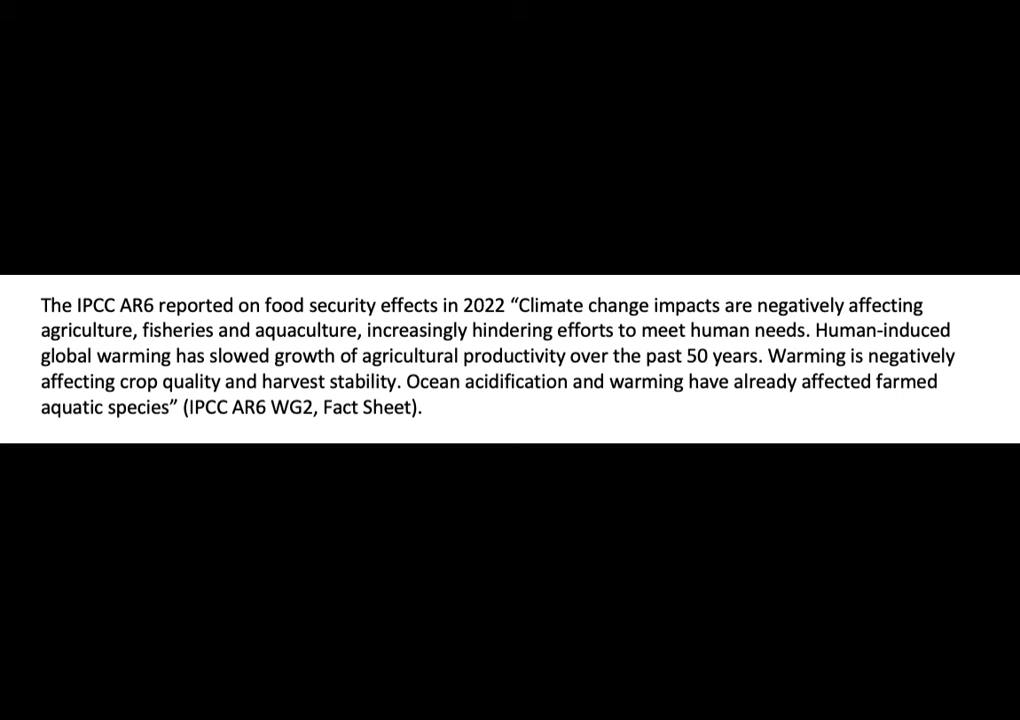 The IPCC AR6 reported on food security effects in 2022 “Climate change impacts are negatively affecting
agriculture, fisheries and aquaculture, increasingly hindering efforts to meet human needs. Human-induced
global warming has slowed growth of agricultural productivity over the past 50 years. Warming is negatively
affecting crop quality and harvest stability. Ocean acidification and warming have already affected farmed
aquatic species” (IPCC AR6 WG2, Fact Sheet).